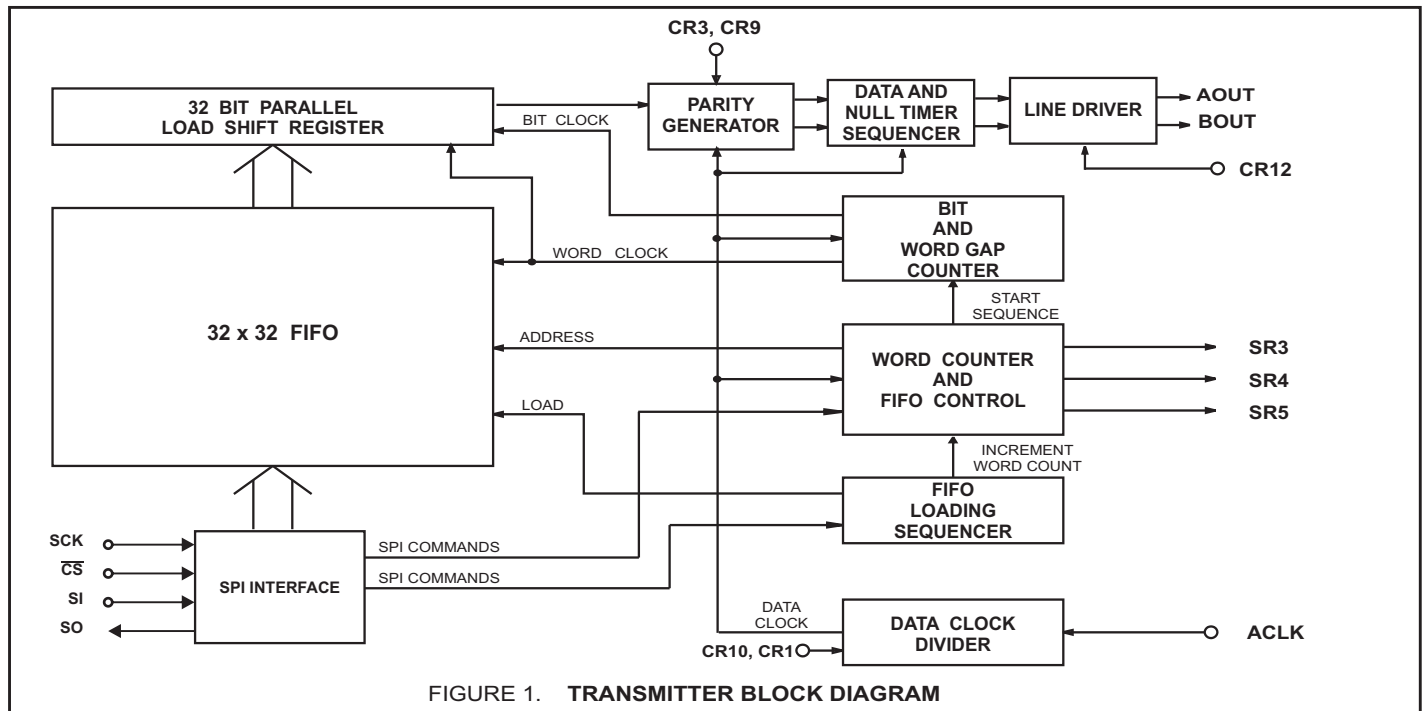 CR3, CR9
32 BIT PARALLEL
LOAD SHIFT REGISTER
BIT CLOCK
PARITY
GENERATOR
DATA AND
NULL TIMER
SEQUENCER
LINE DRIVER
AOUT
BOUT
CR12
BIT
AND
WORD GAP
COUNTER
WORD CLOCK
START
SEQUENCE
32 x 32 FIFO
ADDRESS
WORD COUNTER
AND
FIFO CONTROL
SR3
SR4
SR5
LOAD
INCREMENT
WORD COUNT
FIFO
LOADING
SEQUENCER
SCK
CS
SI
SO
SPI INTERFACE
SPI COMMANDS
SPI COMMANDS
DATA
CLOCK
CR10, CR1
DATA CLOCK
DIVIDER
ACLK
FIGURE 1. TRANSMITTER BLOCK DIAGRAM